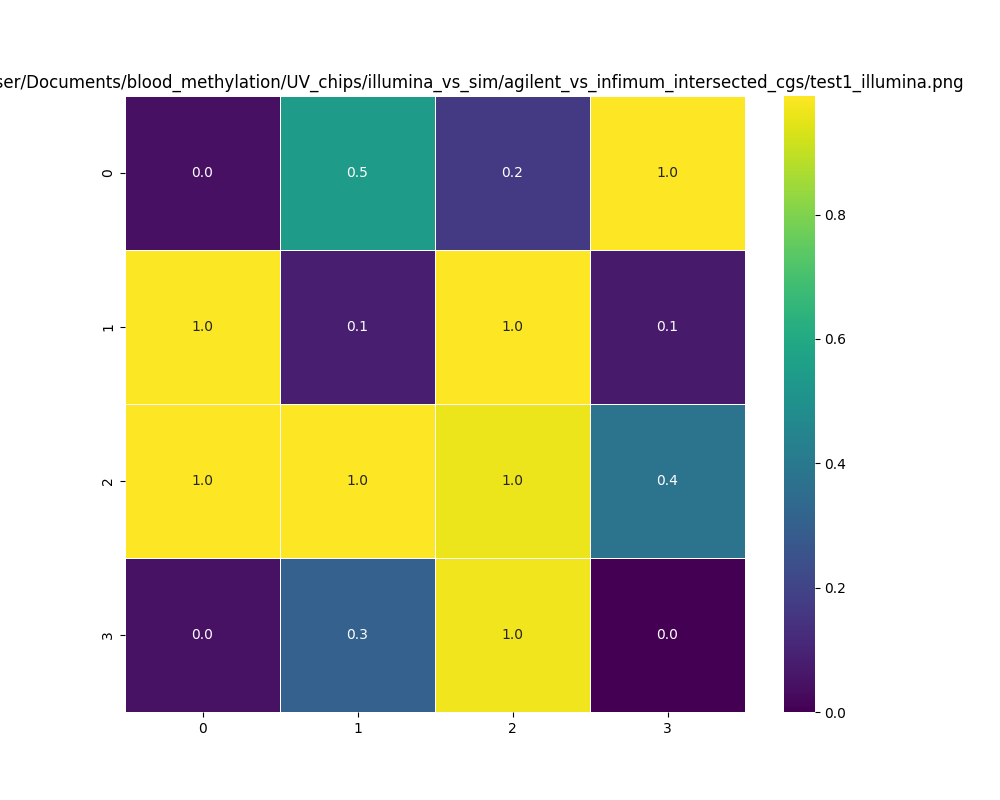 ser/Documents/blood_methylation/UV_chips/illumina_vs_sim/agilent_vs_infimum_intersected_cgs/test1_illumina.png
0 0.0 0.5 0.2 1.0
0.8
1 1.0 0.1 1.0 0.1
0.6
2 1.0 1.0 1.0 0.4
0.4
0.2
3 0.0 0.3 1.0 0.0
0.0
0 1 2 3